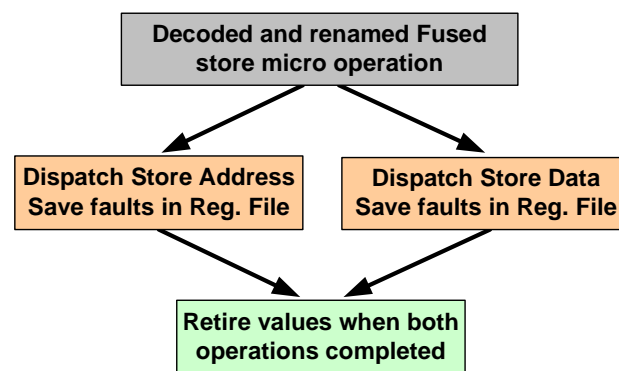 Decoded and renamed Fused
store micro operation
Dispatch Store Address
Save faults in Reg. File
Dispatch Store Data
Save faults in Reg. File
Retire values when both
operations completed